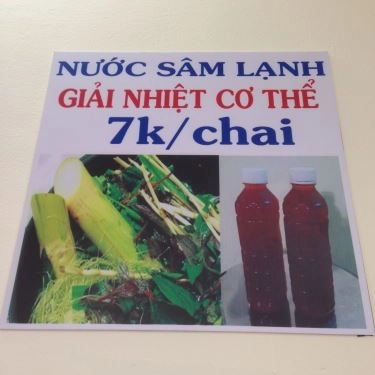 NƯỚC SÂM LẠNH
GIẢI NHIỆT CƠ THỂ
7k/chai